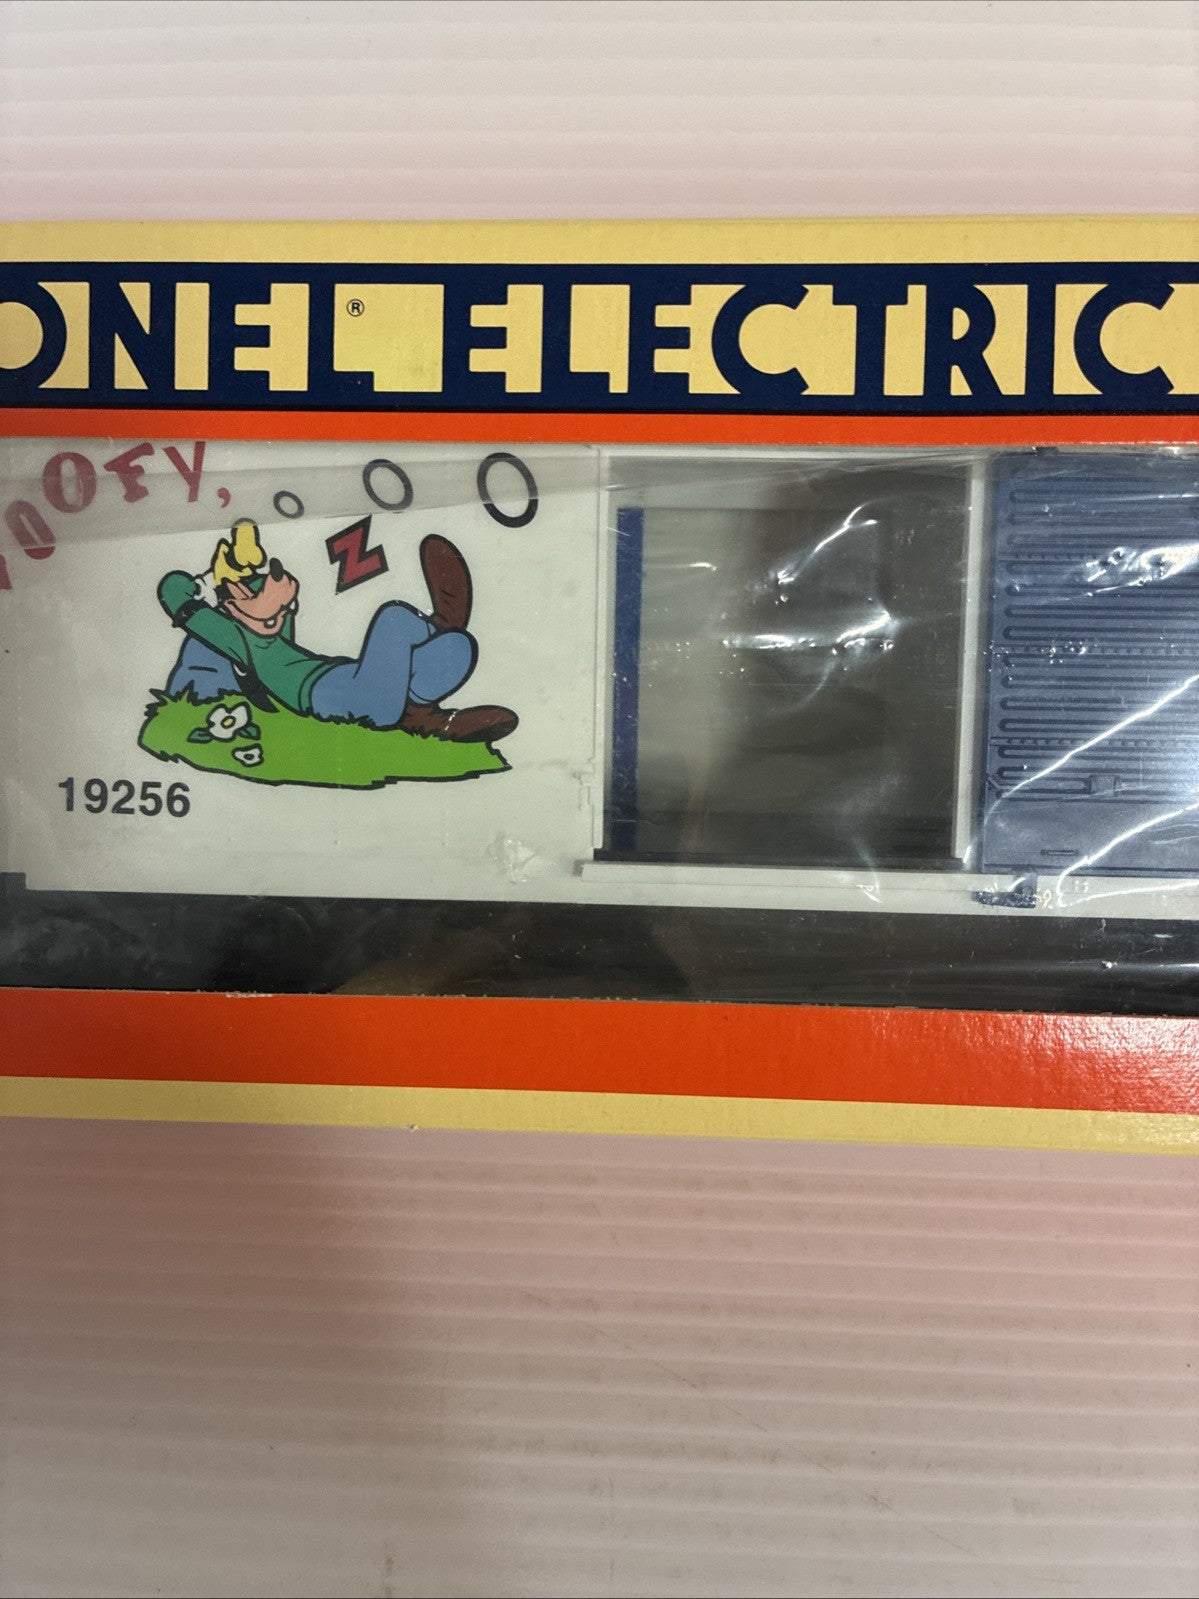 ONEL® ELECTRIC
OOFY,
Z
19256